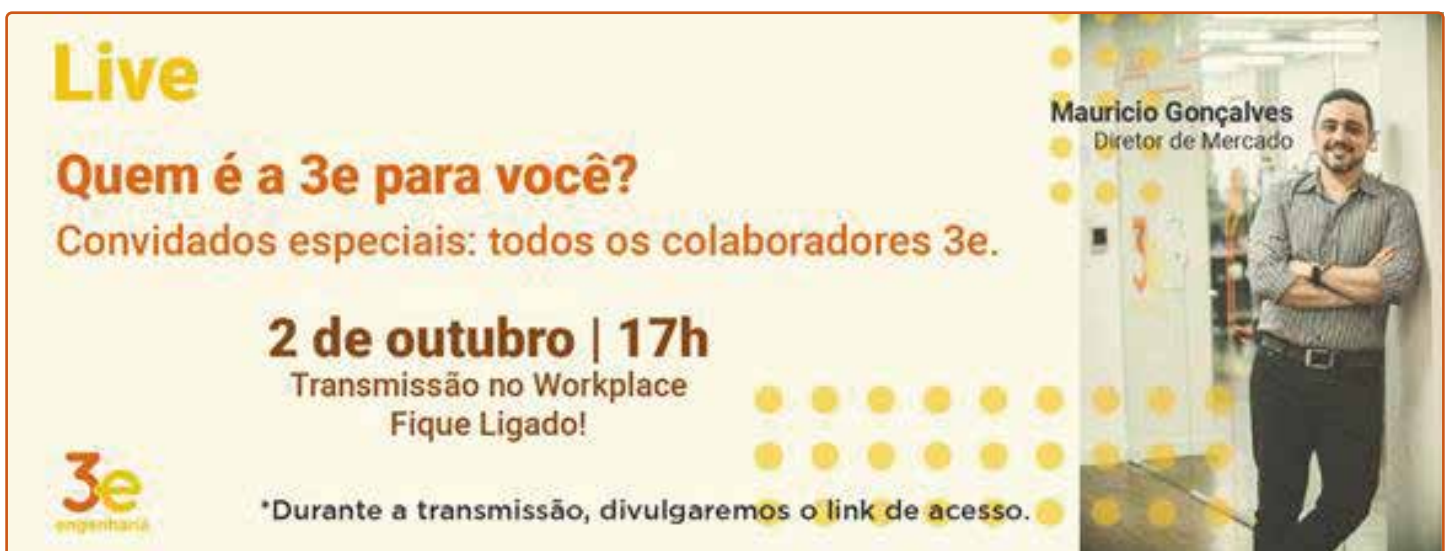 Live
Quem é a 3e para você?
Convidados especiais: todos os colaboradores 3e.
2 de outubro | 17h
Transmissão no Workplace
Fique Ligado!
*Durante a transmissão, divulgaremos o link de acesso.
3e
engenharia
Mauricio Gonçalves
Diretor de Mercado